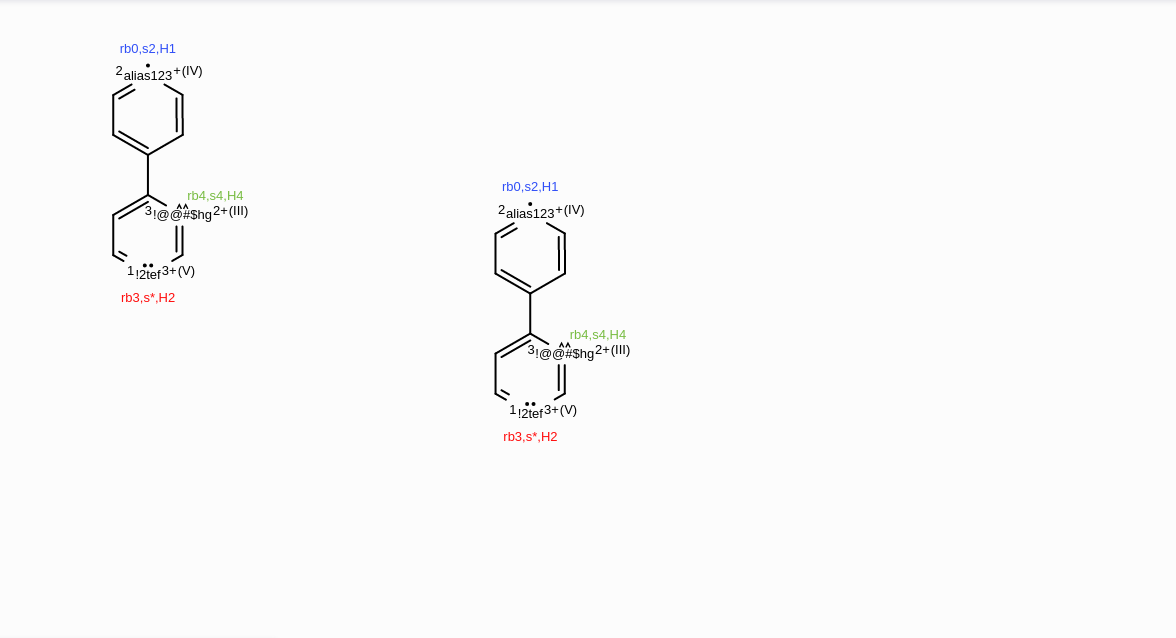 rb0,s2,H1
2alias123+(IV)
rb4,s4,H4
3!@@#$hg2+(III)
1!2tef3+(V)
rb3,s*,H2
rb0,s2,H1
2alias123+(IV)
rb4,s4,H4
3!@@#$hg2+(III)
1!2tef3+(V)
rb3,s*,H2